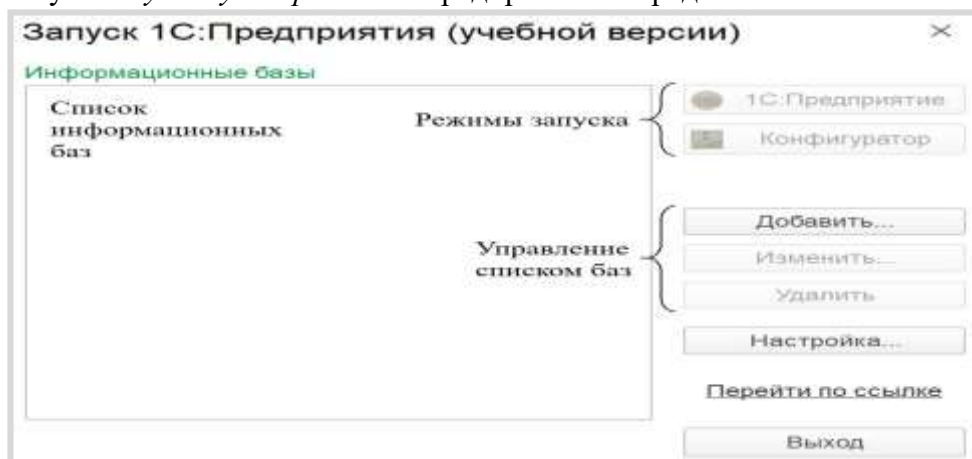 Запуск 1С:Предприятия (учебной версии)
Информационные базы
Список
информационных
баз
Режимы запуска
1С:Предприятие
Конфигуратор
Управление
списком баз
Добавить...
Изменить...
Удалить
Настройка...
Перейти по ссылке
Выход